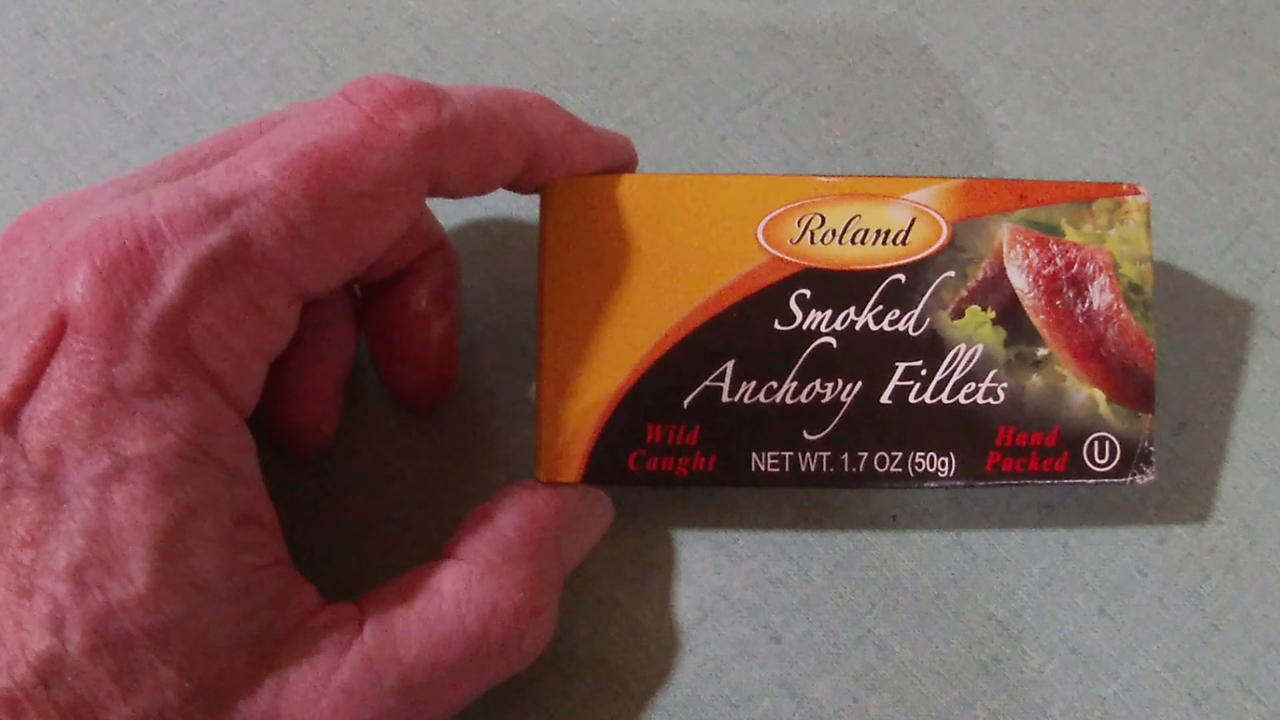 Roland
Smoked
Anchovy Fillets
Wild
Caught
NET WT. 1.7 OZ (50g)
Hand
Packed
U